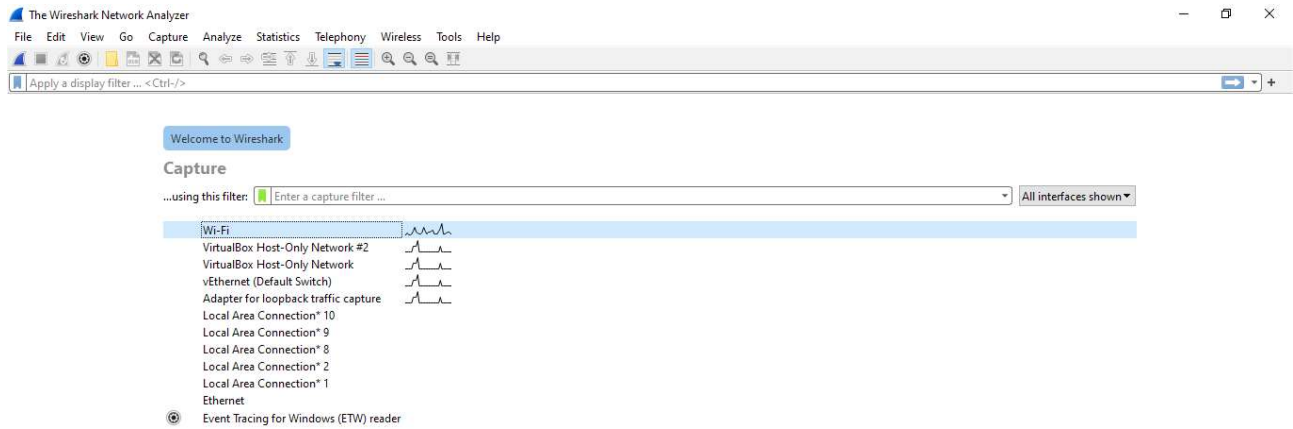 The Wireshark Network Analyzer
File Edit View Go Capture Analyze Statistics Telephony Wireless Tools Help
Apply a display filter ... <Ctrl-/>
Welcome to Wireshark
Capture
...using this filter: Enter a capture filter ... All interfaces shown
Wi-Fi
VirtualBox Host-Only Network #2
VirtualBox Host-Only Network
vEthernet (Default Switch)
Adapter for loopback traffic capture
Local Area Connection* 10
Local Area Connection* 9
Local Area Connection* 8
Local Area Connection* 2
Local Area Connection* 1
Ethernet
Event Tracing for Windows (ETW) reader